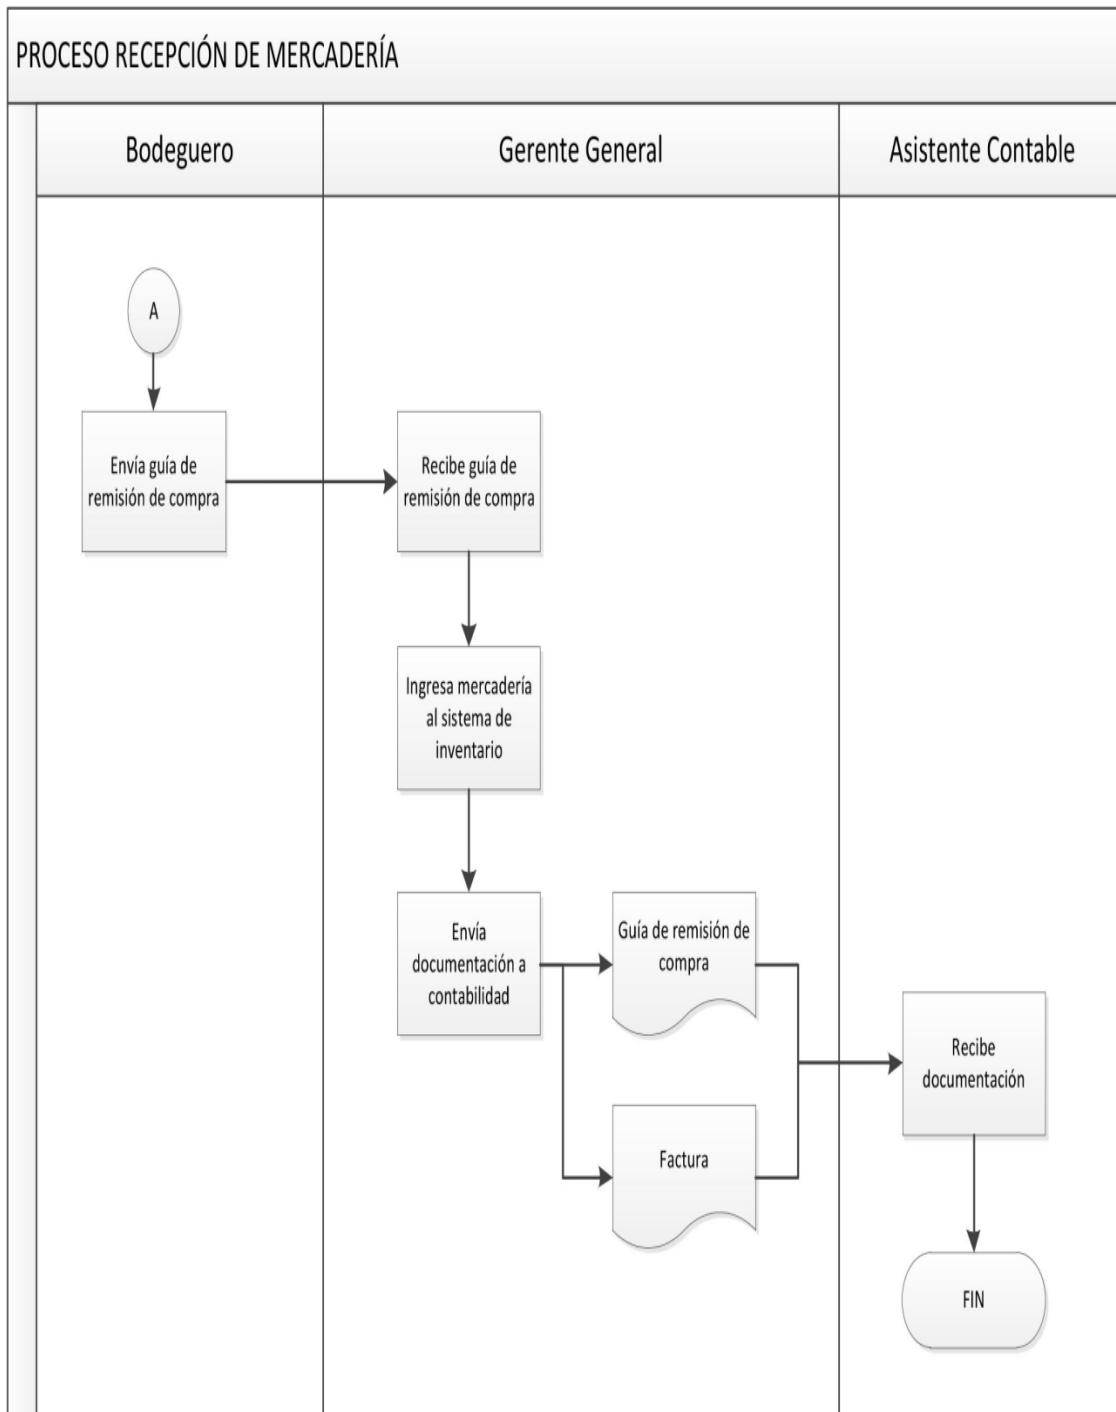 PROCESO RECEPCIÓN DE MERCADERÍA
Bodeguero
Gerente General
Asistente Contable
A
Envía guía de
remisión de compra
Recibe guía de
remisión de compra
Ingresa mercadería
al sistema de
inventario
Envía
documentación a
contabilidad
Guía de remisión de
compra
Factura
Recibe
documentación
FIN